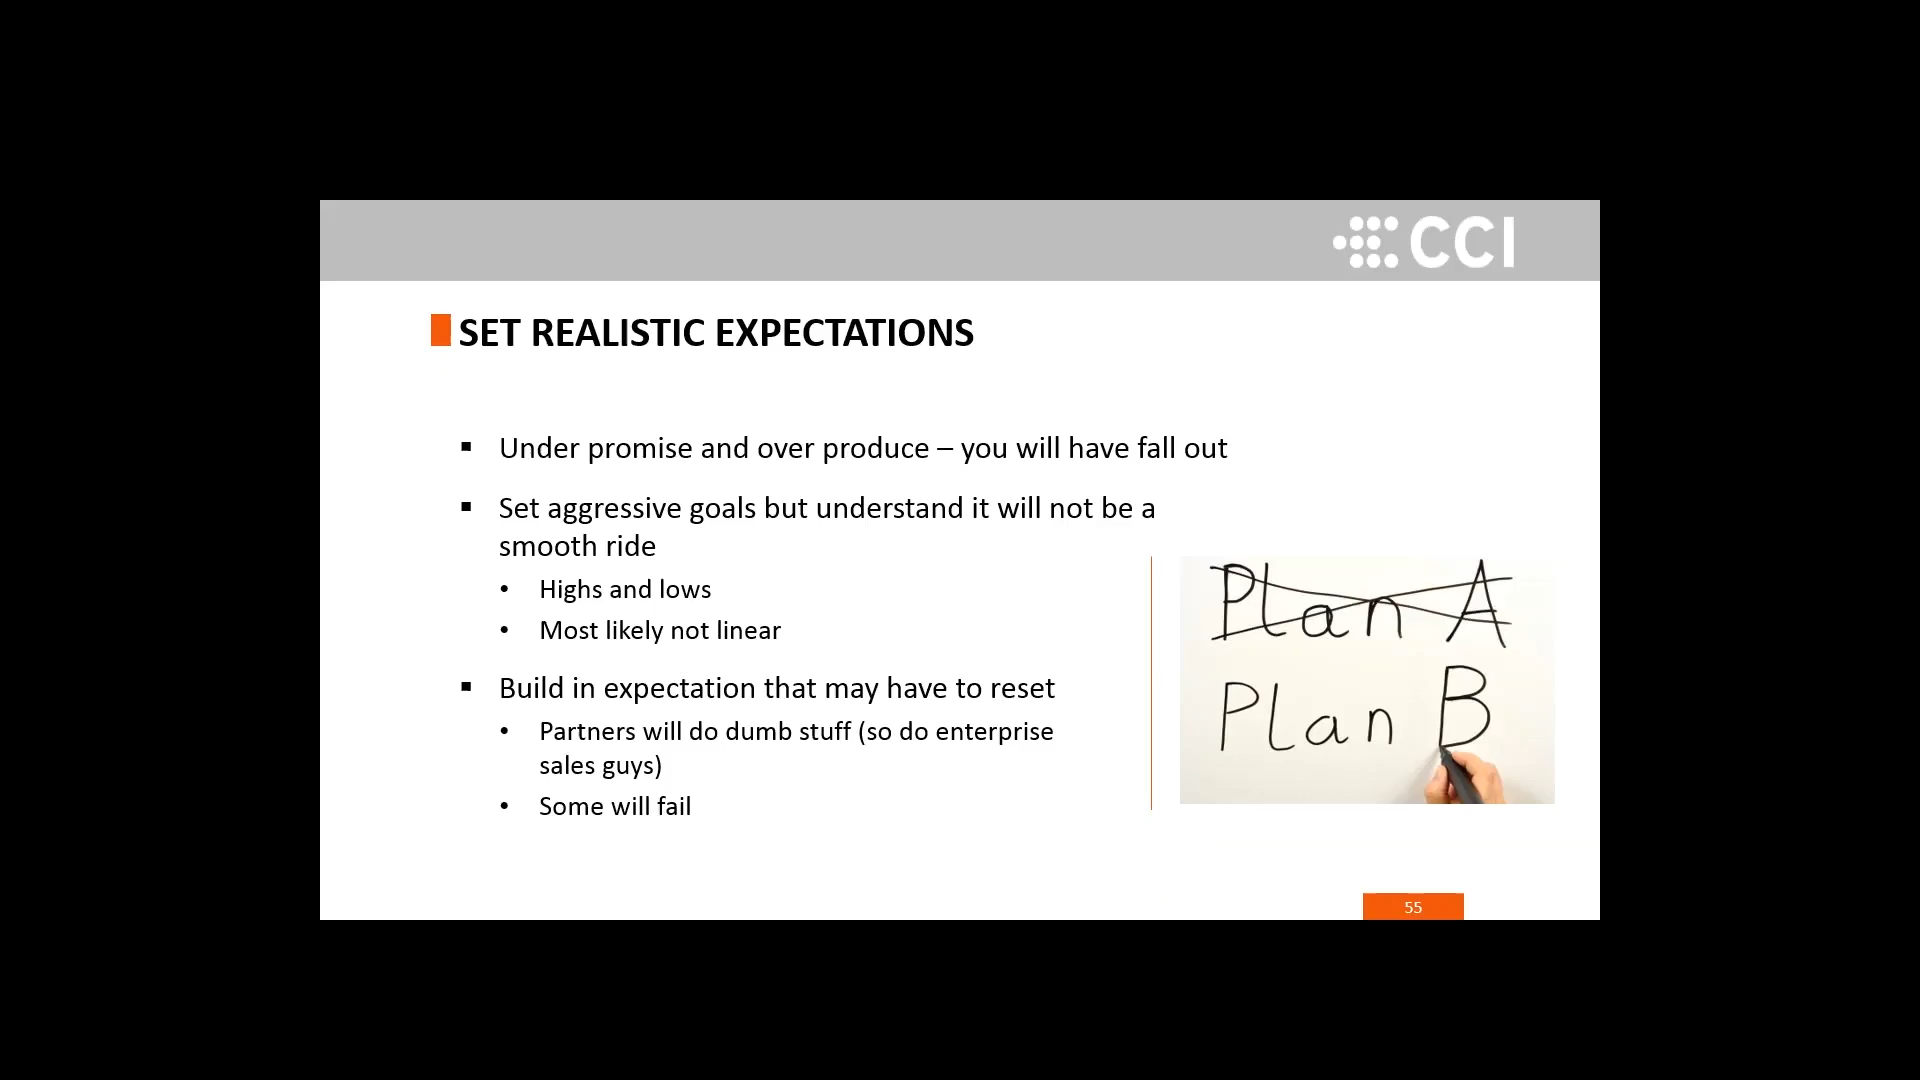 CCI
SET REALISTIC EXPECTATIONS
▪ Under promise and over produce – you will have fall out
▪ Set aggressive goals but understand it will not be a
smooth ride
• Highs and lows
• Most likely not linear
▪ Build in expectation that may have to reset
• Partners will do dumb stuff (so do enterprise
sales guys)
• Some will fail
Plan A
Plan B
55